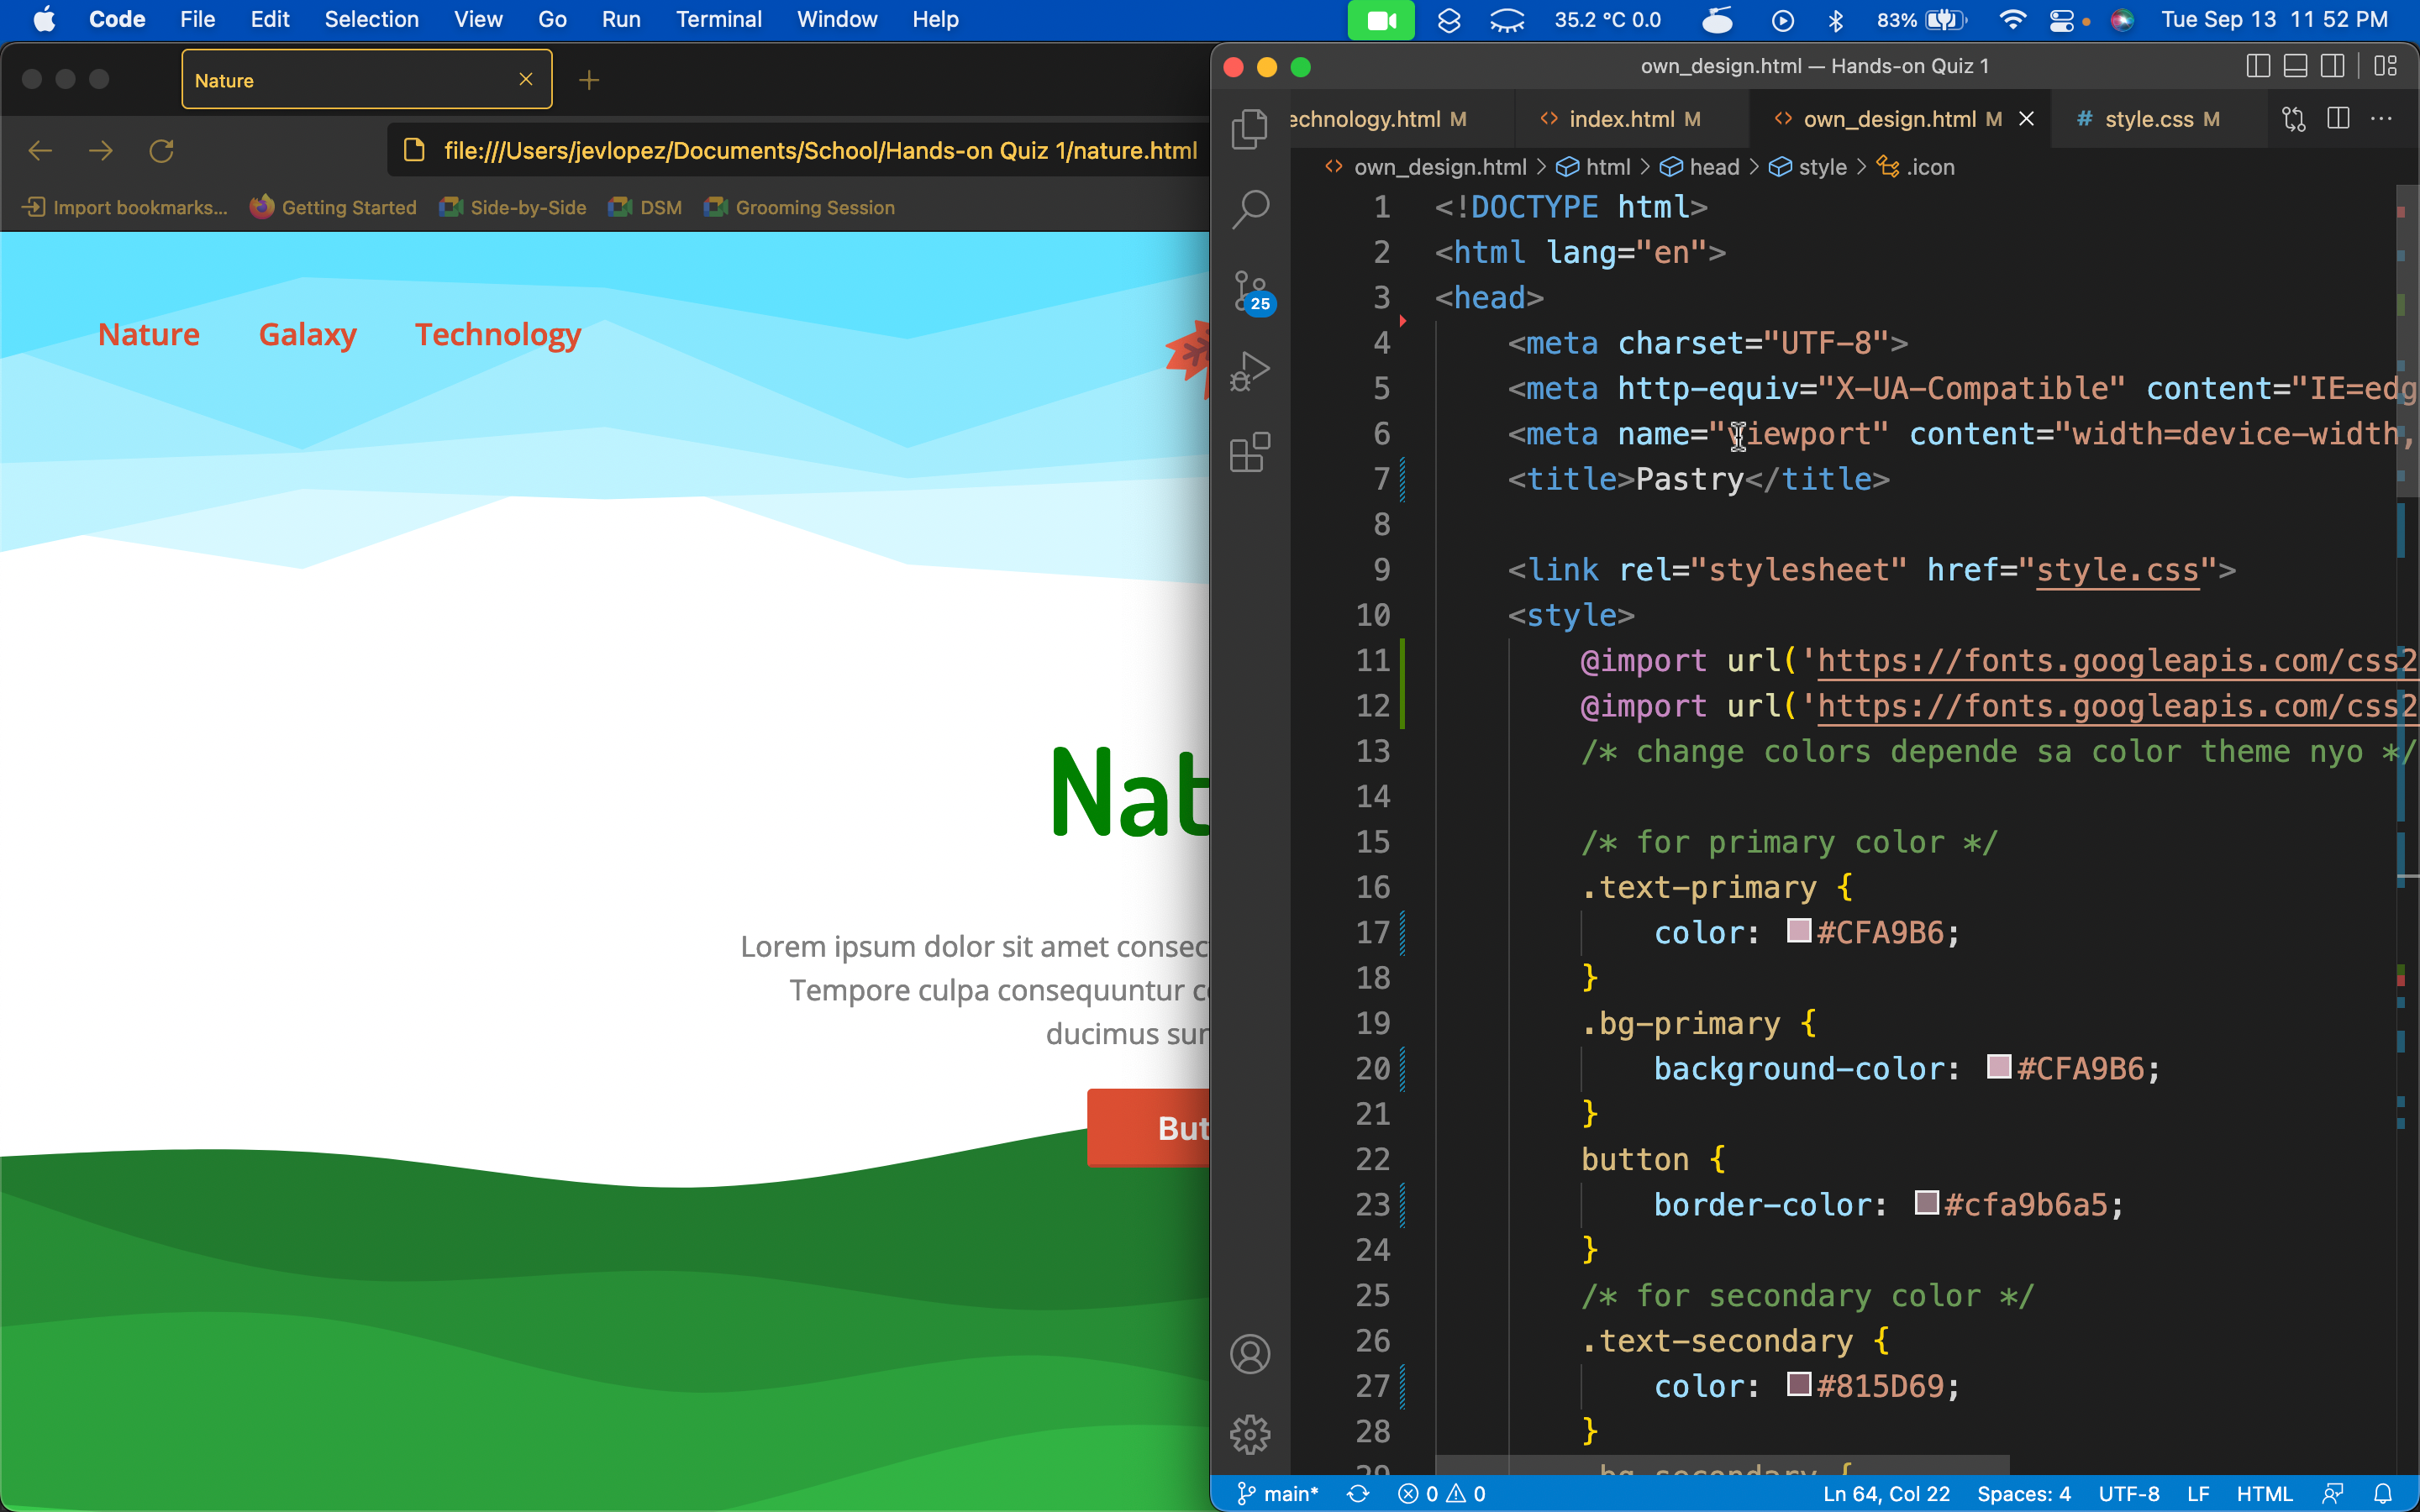 Code File Edit Selection View Go Run Terminal Window Help 35.2 °C 0.0 83% Tue Sep 13 11 52 PM
Nature
file:///Users/jevlopez/Documents/School/Hands-on Quiz 1/nature.html
Import bookmarks... Getting Started Side-by-Side DSM Grooming Session
Nature Galaxy Technology
Nat
Lorem ipsum dolor sit amet consec
Tempore culpa consequuntur c
ducimus sur
But
own_design.html — Hands-on Quiz 1
echnology.html M index.html M own_design.html M style.css M
own_design.html > html > head > style > .icon
25
1 <!DOCTYPE html>
2 <html lang="en">
3 <head>
4 <meta charset="UTF-8">
5 <meta http-equiv="X-UA-Compatible" content="IE=edg
6 <meta name="viewport" content="width=device-width,
7 <title>Pastry</title>
8
9 <link rel="stylesheet" href="style.css">
10 <style>
11 @import url('https://fonts.googleapis.com/css2
12 @import url('https://fonts.googleapis.com/css2
13 /* change colors depende sa color theme nyo */
14
15 /* for primary color */
16 .text-primary {
17 color: #CFA9B6;
18 }
19 .bg-primary {
20 background-color: #CFA9B6;
21 }
22 button {
23 border-color: #cfa9b6a5;
24 }
25 /* for secondary color */
26 .text-secondary {
27 color: #815D69;
28 }
29 .bg-secondary {
main* 0 0 Ln 64, Col 22 Spaces: 4 UTF-8 LF HTML